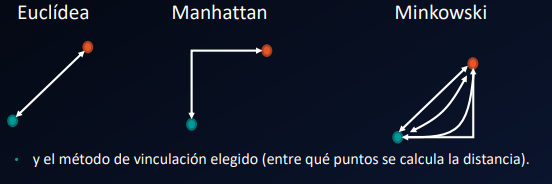 Euclídea Manhattan Minkowski
• y el método de vinculación elegido (entre qué puntos se calcula la distancia).